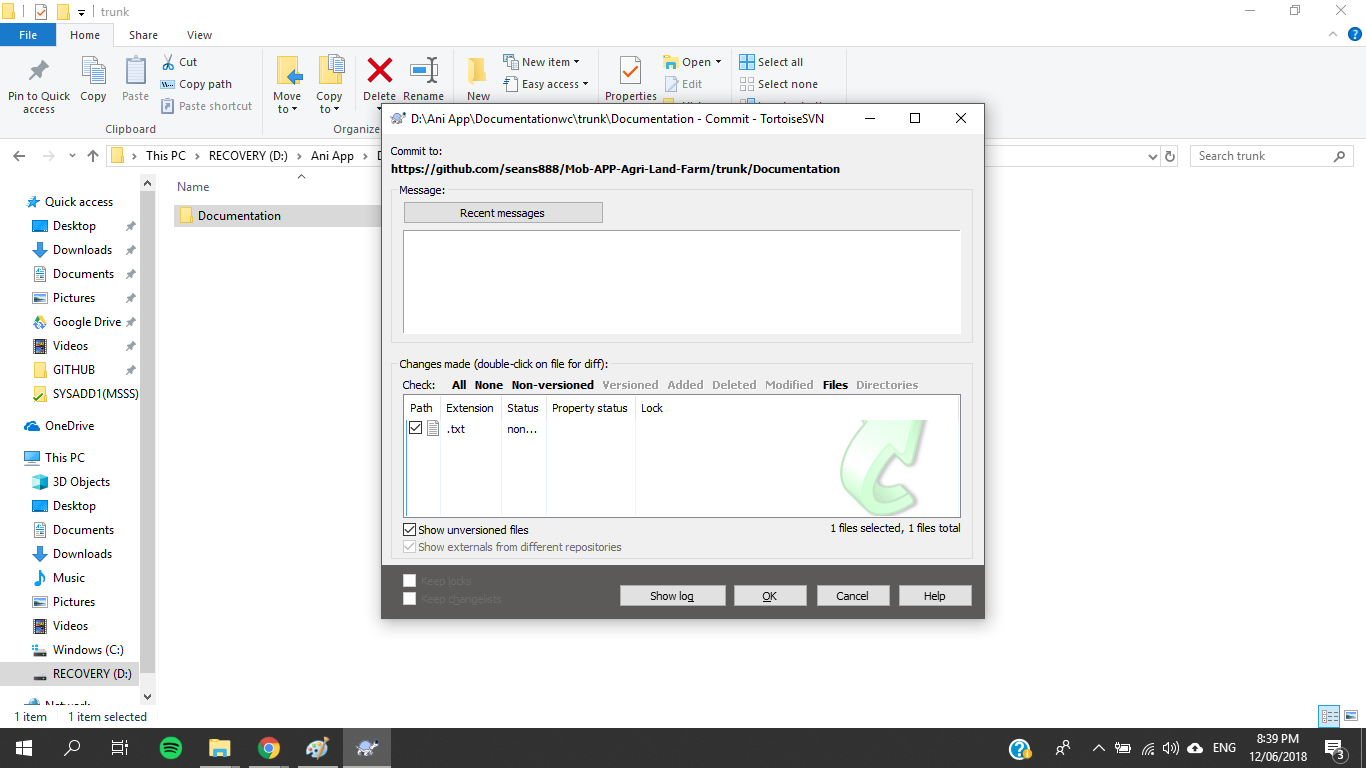 trunk
File Home Share View
Pin to Quick access
Copy
Paste
Cut
Copy path
Paste shortcut
Move to
Copy to
Delete
Rename
New
New item
Easy access
Properties
Open
Edit
Select all
Select none
Clipboard
Organize
This PC RECOVERY (D:) Ani App
Search trunk
Name
Documentation
Quick access
Desktop
Downloads
Documents
Pictures
Google Drive
Videos
GITHUB
SYSADD1(MSSS)
OneDrive
This PC
3D Objects
Desktop
Documents
Downloads
Music
Pictures
Videos
Windows (C:)
RECOVERY (D:)
Network
1 item 1 item selected
D:\Ani App\Documentationwc\trunk\Documentation - Commit - TortoiseSVN
Commit to:
https://github.com/seans888/Mob-APP-Agri-Land-Farm/trunk/Documentation
Message:
Recent messages
Changes made (double-click on file for diff):
Check: All None Non-versioned Versioned Added Deleted Modified Files Directories
Path Extension Status Property status Lock
.txt non...
Show unversioned files
1 files selected, 1 files total
Show externals from different repositories
Keep locks
Keep changelists
Show log OK Cancel Help
ENG
8:39 PM
12/06/2018
3